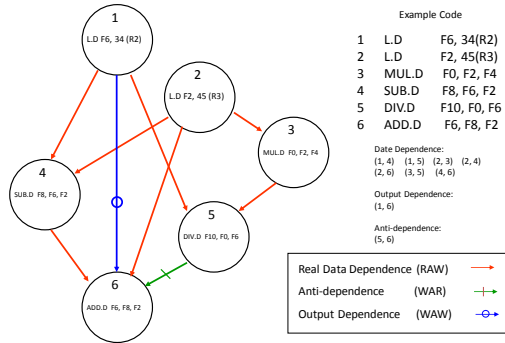 1
L.D F6, 34 (R2)
2
L.D F2, 45 (R3)
3
MUL.D F0, F2, F4
4
SUB.D F8, F6, F2
5
DIV.D F10, F0, F6
6
ADD.D F6, F8, F2
Example Code
1 L.D F6, 34(R2)
2 L.D F2, 45(R3)
3 MUL.D F0, F2, F4
4 SUB.D F8, F6, F2
5 DIV.D F10, F0, F6
6 ADD.D F6, F8, F2
Date Dependence:
(1, 4) (1, 5) (2, 3) (2, 4)
(2, 6) (3, 5) (4, 6)
Output Dependence:
(1, 6)
Anti-dependence:
(5, 6)
Real Data Dependence (RAW)
Anti-dependence (WAR)
Output Dependence (WAW)